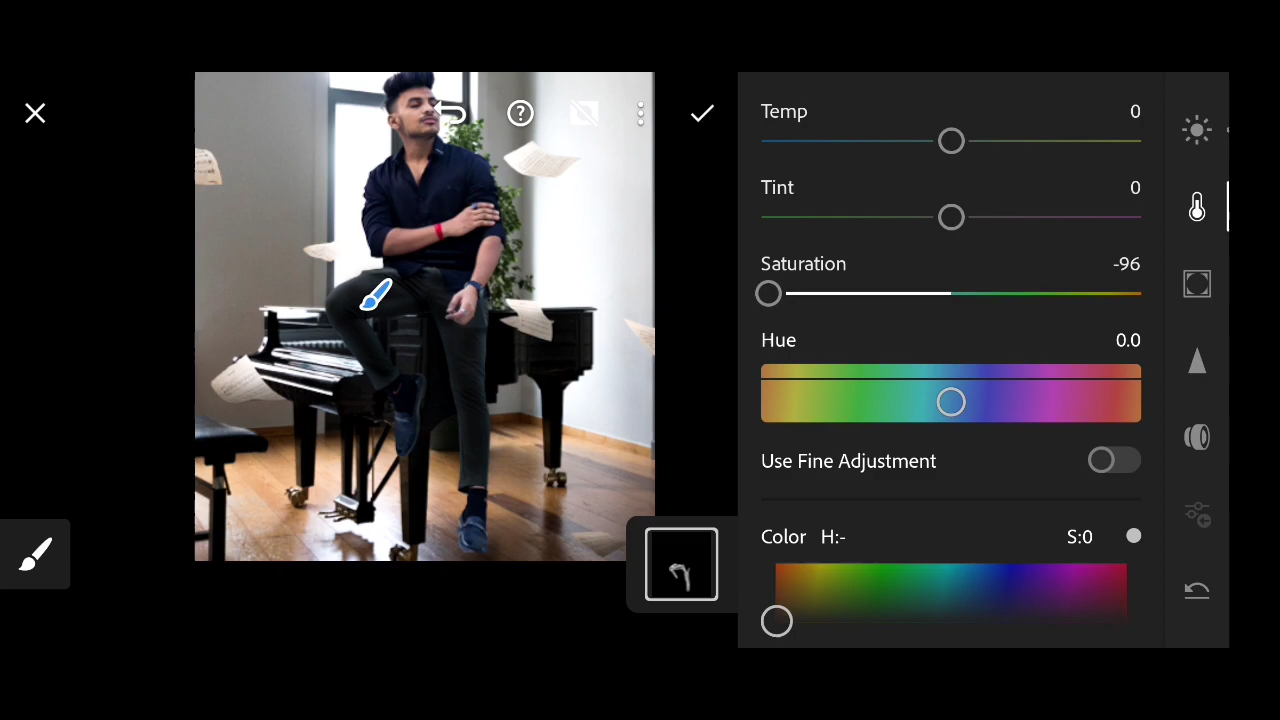 Temp 0
Tint 0
Saturation -96
Hue 0.0
Use Fine Adjustment
Color H:- S:0